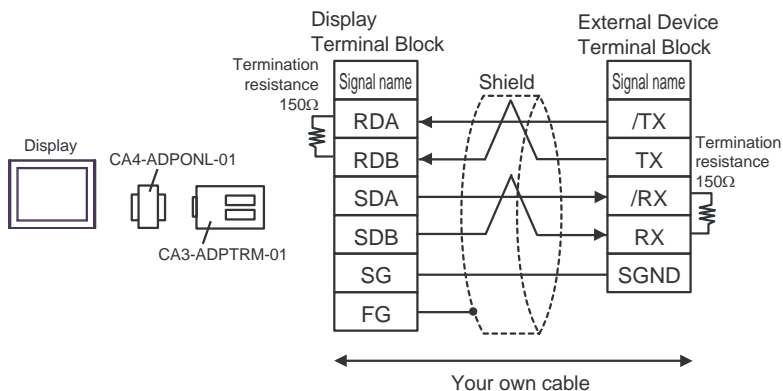 Display
Terminal Block
External Device
Terminal Block
Termination
resistance
150Ω
Signal name
Shield
Signal name
RDA
/TX
Display
CA4-ADPONL-01
RDB
TX
Termination
resistance
150Ω
SDA
/RX
CA3-ADPTRM-01
SDB
RX
SG
SGND
FG
Your own cable